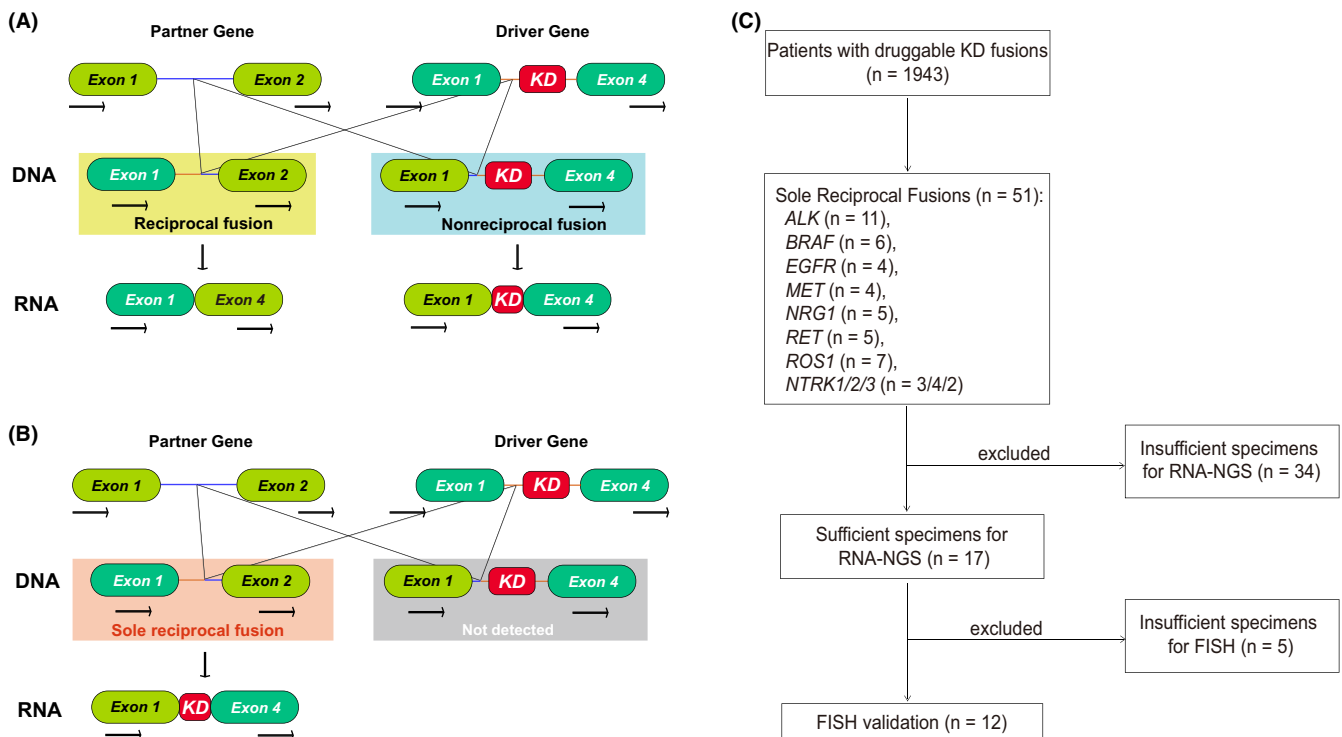 (A)
Partner Gene
Driver Gene
Exon 1
Exon 2
Exon 1
KD
Exon 4
DNA
Exon 1
Exon 2
Reciprocal fusion
Exon 1
KD
Exon 4
Nonreciprocal fusion
RNA
Exon 1
Exon 4
Exon 1
KD
Exon 4
(B)
Partner Gene
Driver Gene
Exon 1
Exon 2
Exon 1
KD
Exon 4
DNA
Exon 1
Exon 2
Sole reciprocal fusion
Exon 1
KD
Exon 4
Not detected
RNA
Exon 1
KD
Exon 4
(C)
Patients with druggable KD fusions
(n = 1943)
Sole Reciprocal Fusions (n = 51):
ALK (n = 11),
BRAF (n = 6),
EGFR (n = 4),
MET (n = 4),
NRG1 (n = 5),
RET (n = 5),
ROS1 (n = 7),
NTRK1/2/3 (n = 3/4/2)
excluded
Insufficient specimens
for RNA-NGS (n = 34)
Sufficient specimens for
RNA-NGS (n = 17)
excluded
Insufficient specimens
for FISH (n = 5)
FISH validation (n = 12)